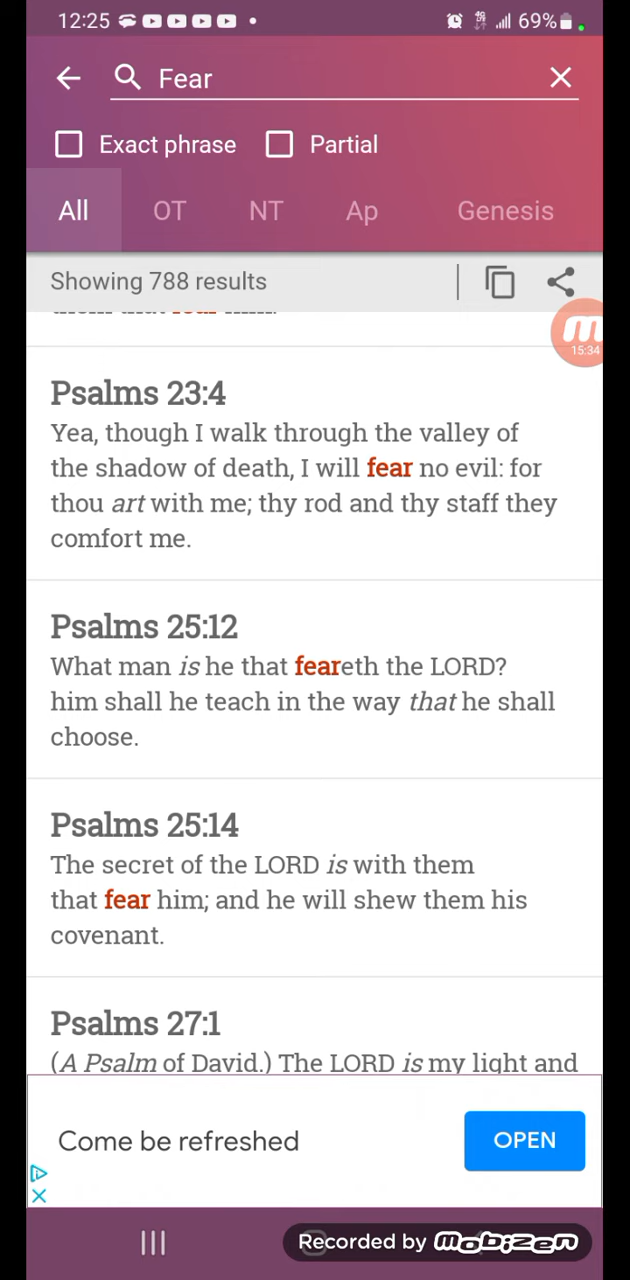 12:25
69%
Fear
Exact phrase
Partial
All OT NT Ap Genesis
Showing 788 results
them that fear him.
15:34
Psalms 23:4
Yea, though I walk through the valley of
the shadow of death, I will fear no evil: for
thou art with me; thy rod and thy staff they
comfort me.
Psalms 25:12
What man is he that feareth the LORD?
him shall he teach in the way that he shall
choose.
Psalms 25:14
The secret of the LORD is with them
that fear him; and he will shew them his
covenant.
Psalms 27:1
(A Psalm of David.) The LORD is my light and
Come be refreshed
OPEN
Recorded by mobizen